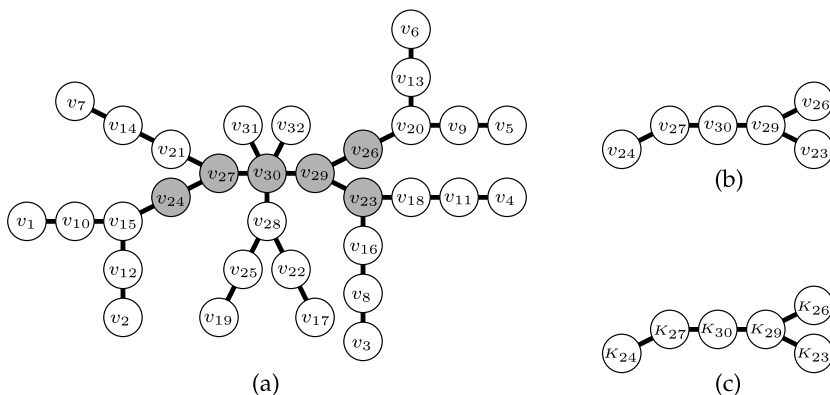 v6
v7
v13
v31
v32
v14
v20
v9
v5
v21
v26
v27
v30
v29
v24
v23
v18
v11
v4
v1
v10
v15
v28
v12
v25
v22
v16
v2
v19
v17
v8
v3
(a)
v26
v27
v30
v29
v24
v23
(b)
K26
K27
K30
K29
K24
K23
(c)